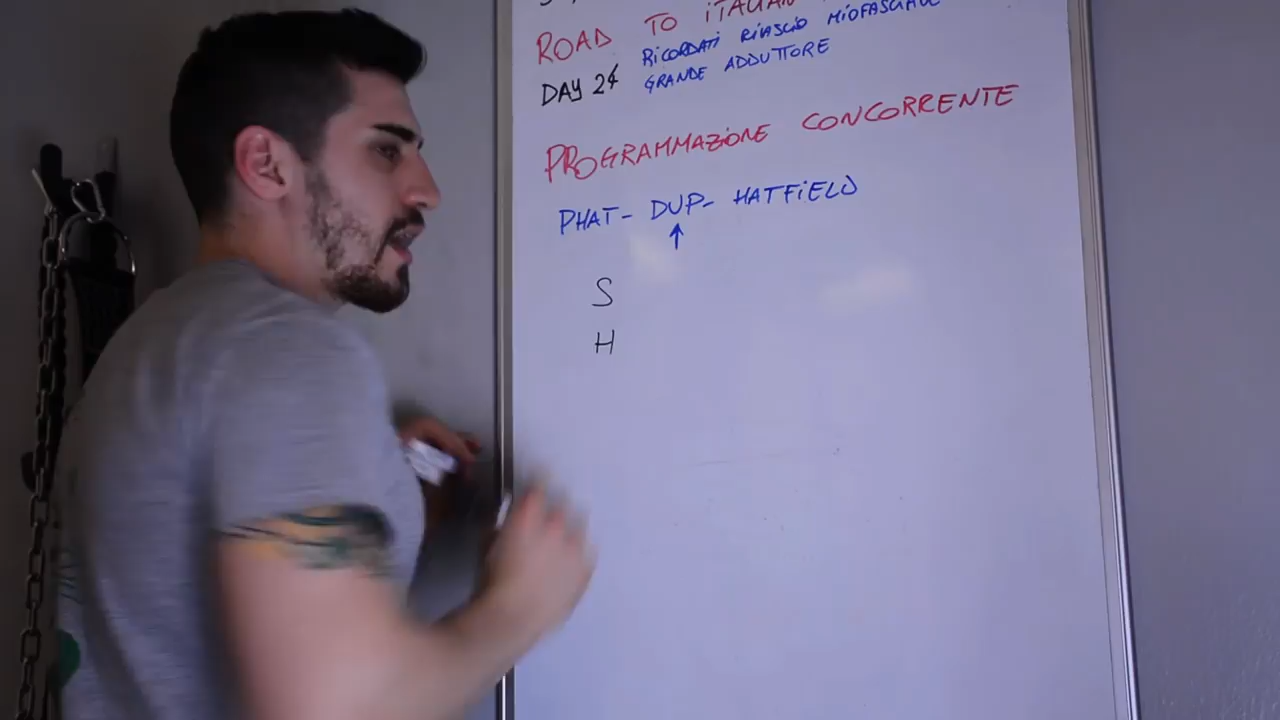 ROAD TO ITALIAN
RICORDATI RILASCIO MIOFASCIALE
DAY 24 GRANDE ADDUTTORE
PROGRAMMAZIONE CONCORRENTE
PHAT- DUP- HATFIELD
↑
S
H